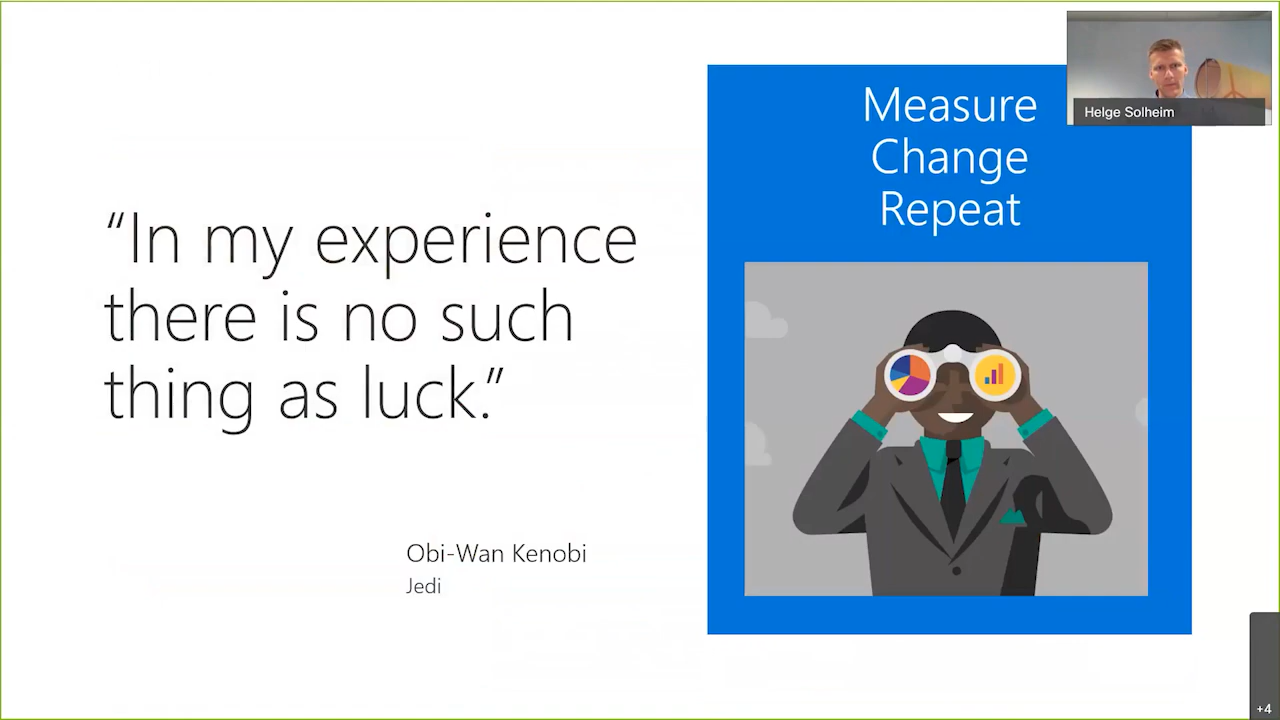 “In my experience
there is no such
thing as luck.”
Obi-Wan Kenobi
Jedi
Measure
Change
Repeat
Helge Solheim
+4